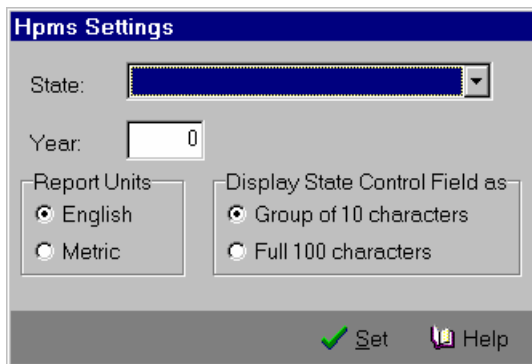 Hpms Settings
State:
Year: 0
Report Units
English
Metric
Display State Control Field as
Group of 10 characters
Full 100 characters
Set Help